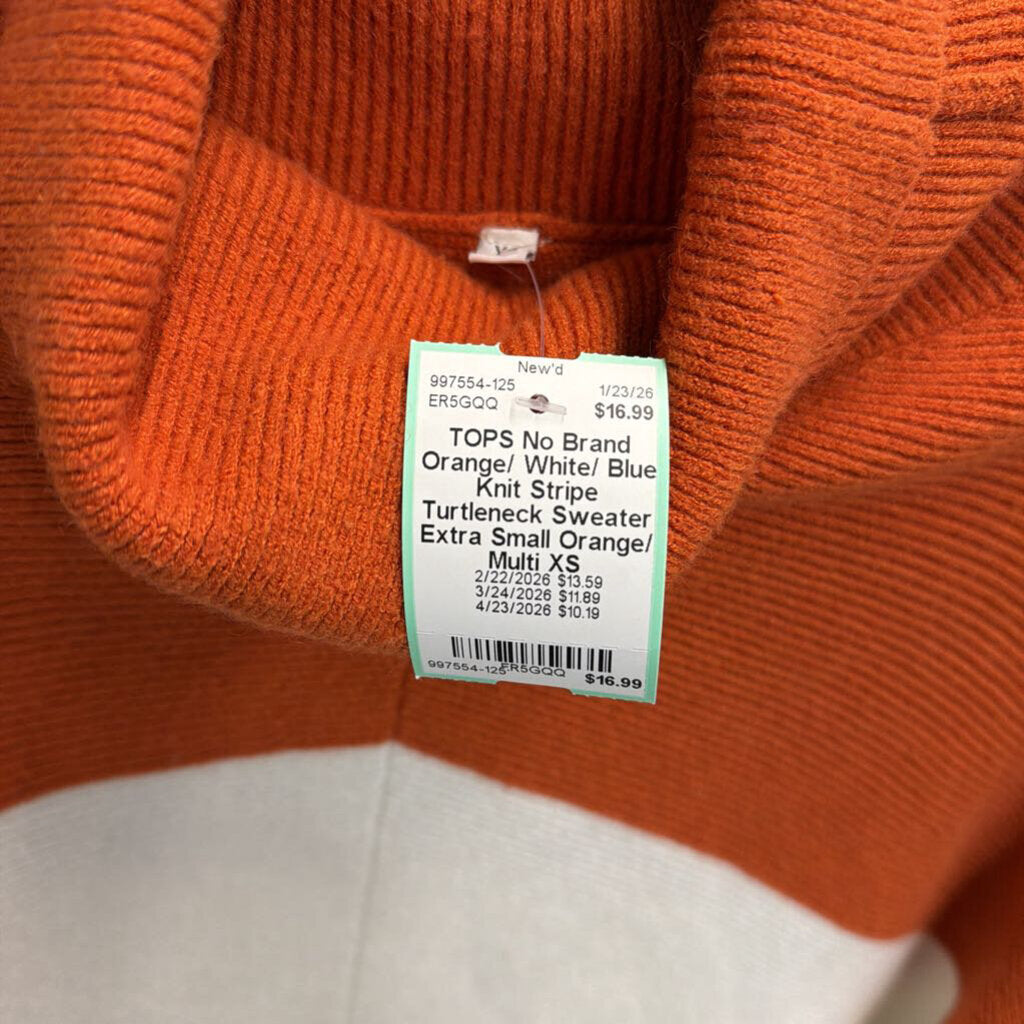 New'd
997554-125 1/23/26
ER5GQQ $16.99
TOPS No Brand
Orange/ White/ Blue
Knit Stripe
Turtleneck Sweater
Extra Small Orange/
Multi XS
2/22/2026 $13.59
3/24/2026 $11.89
4/23/2026 $10.19
997554-125 ER5GQQ $16.99